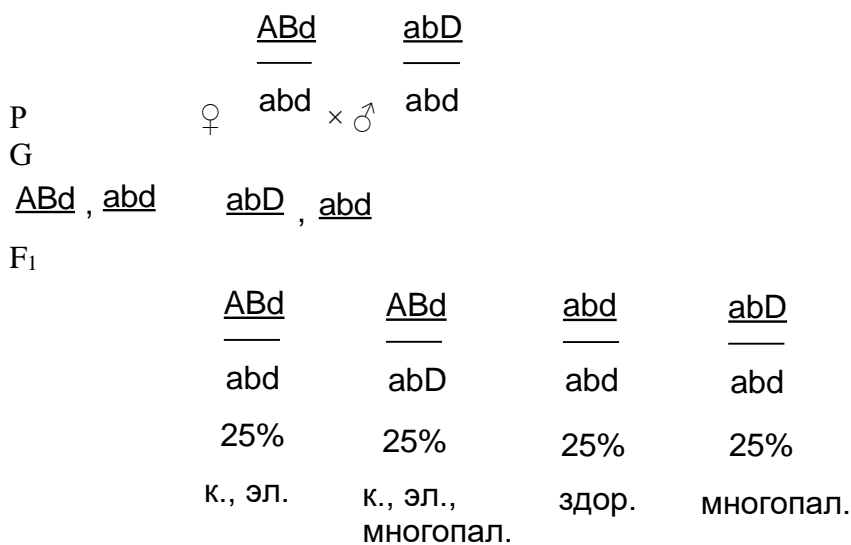 ABd abD
abd abd
P ♀ × ♂
G
ABd , abd abD , abd
F1
ABd ABd abd abD
abd abD abd abd
25% 25% 25% 25%
к., эл. к., эл., здор. многопал.
многопал.